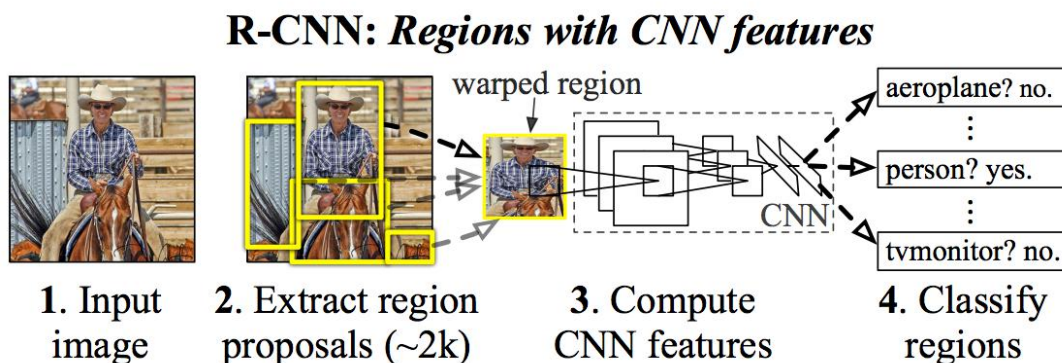 R-CNN: Regions with CNN features
warped region
aeroplane? no.
⋮
person? yes.
⋮
tvmonitor? no.
CNN
1. Input
image
2. Extract region
proposals (~2k)
3. Compute
CNN features
4. Classify
regions